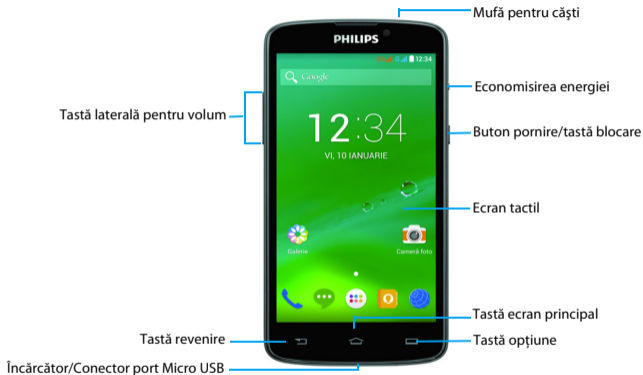 Mufă pentru căști
PHILIPS
12:34
Google
Economisirea energiei
Tastă laterală pentru volum
12:34
Buton pornire/tastă blocare
VI, 10 IANUARIE
Ecran tactil
Galerie
Cameră foto
Tastă ecran principal
Tastă revenire
Tastă opțiune
Încărcător/Conector port Micro USB